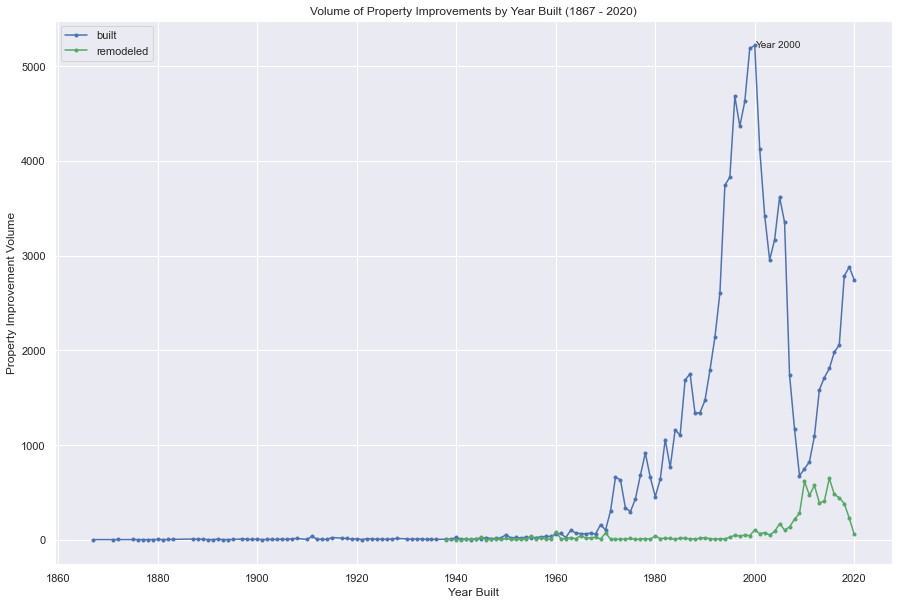 Volume of Property Improvements by Year Built (1867 - 2020)
built
remodeled
Year 2000
5000
4000
3000
2000
1000
0
Property Improvement Volume
1860
1880
1900
1920
1940
1960
1980
2000
2020
Year Built